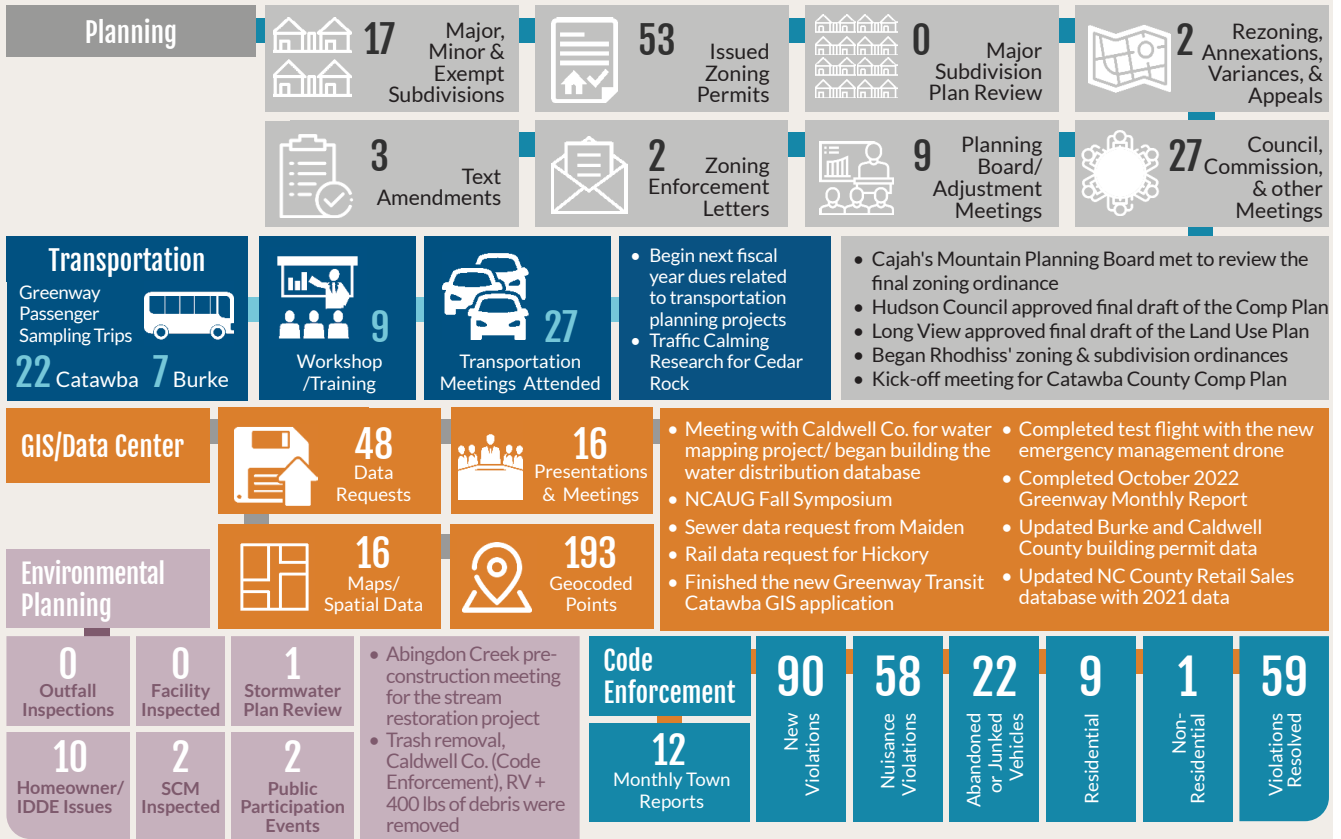 Planning
17
Major,
Minor &
Exempt
Subdivisions
53
Issued
Zoning
Permits
0
Major
Subdivision
Plan Review
2
Rezoning,
Annexations,
Variances, &
Appeals
3
Text
Amendments
2
Zoning
Enforcement
Letters
9
Planning
Board/
Adjustment
Meetings
27
Council,
Commission,
& other
Meetings
Transportation
Greenway
Passenger
Sampling Trips
22 Catawba 7 Burke
9
Workshop
/Training
27
Transportation
Meetings Attended
• Begin next fiscal
year dues related
to transportation
planning projects
• Traffic Calming
Research for Cedar
Rock
• Cajah's Mountain Planning Board met to review the
final zoning ordinance
• Hudson Council approved final draft of the Comp Plan
• Long View approved final draft of the Land Use Plan
• Began Rhodhiss' zoning & subdivision ordinances
• Kick-off meeting for Catawba County Comp Plan
GIS/Data Center
48
Data
Requests
16
Presentations
& Meetings
16
Maps/
Spatial Data
193
Geocoded
Points
• Meeting with Caldwell Co. for water
mapping project/ began building the
water distribution database
• NCAUG Fall Symposium
• Sewer data request from Maiden
• Rail data request for Hickory
• Finished the new Greenway Transit
Catawba GIS application
• Completed test flight with the new
emergency management drone
• Completed October 2022
Greenway Monthly Report
• Updated Burke and Caldwell
County building permit data
• Updated NC County Retail Sales
database with 2021 data
Environmental
Planning
0
Outfall
Inspections
0
Facility
Inspected
1
Stormwater
Plan Review
10
Homeowner/
IDDE Issues
2
SCM
Inspected
2
Public
Participation
Events
• Abingdon Creek pre-
construction meeting
for the stream
restoration project
• Trash removal,
Caldwell Co. (Code
Enforcement), RV +
400 lbs of debris were
removed
Code
Enforcement
12
Monthly Town
Reports
90
New
Violations
58
Nuisance
Violations
22
Abandoned
or Junked
Vehicles
9
Residential
1
Non-
Residential
59
Violations
Resolved